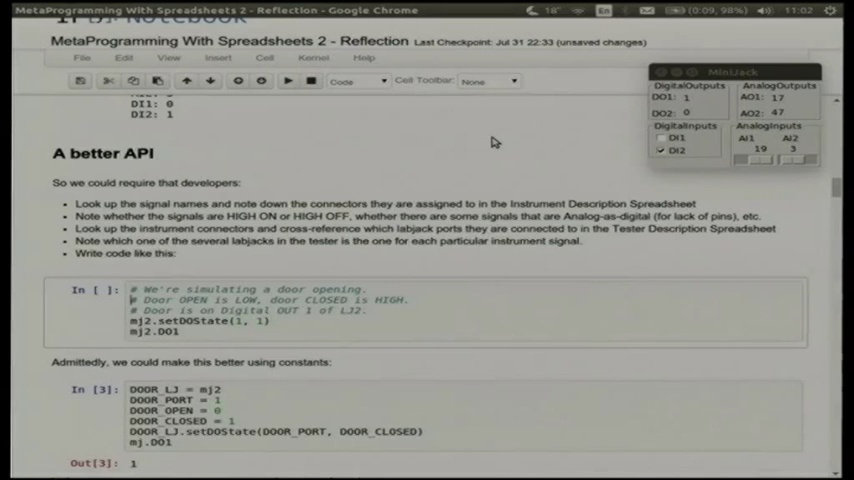 MetaProgramming With Spreadsheets 2 - Reflection - Google Chrome
18°
En
(0:09, 98%)
11:02
IP[y]: Notebook
MetaProgramming With Spreadsheets 2 - Reflection Last Checkpoint: Jul 31 22:33 (unsaved changes)
File Edit View Insert Cell Kernel Help
Code
Cell Toolbar: None
MiniJack
DigitalOutputs
DO1: 1
DO2: 0
AnalogOutputs
AO1: 17
AO2: 47
DigitalInputs
DI1
DI2
AnalogInputs
AI1 AI2
19 3
DI1: 0
DI2: 1
A better API
So we could require that developers:
Look up the signal names and note down the connectors they are assigned to in the Instrument Description Spreadsheet
Note whether the signals are HIGH ON or HIGH OFF, whether there are some signals that are Analog-as-digital (for lack of pins), etc.
Look up the instrument connectors and cross-reference which labjack ports they are connected to in the Tester Description Spreadsheet
Note which one of the several labjacks in the tester is the one for each particular instrument signal.
Write code like this:
In [ ]: # We're simulating a door opening.
# Door OPEN is LOW, door CLOSED is HIGH.
# Door is on Digital OUT 1 of LJ2.
mj2.setDOState(1, 1)
mj2.DO1
Admittedly, we could make this better using constants:
In [3]: DOOR_LJ = mj2
DOOR_PORT = 1
DOOR_OPEN = 0
DOOR_CLOSED = 1
DOOR_LJ.setDOState(DOOR_PORT, DOOR_CLOSED)
mj.DO1
Out[3]: 1